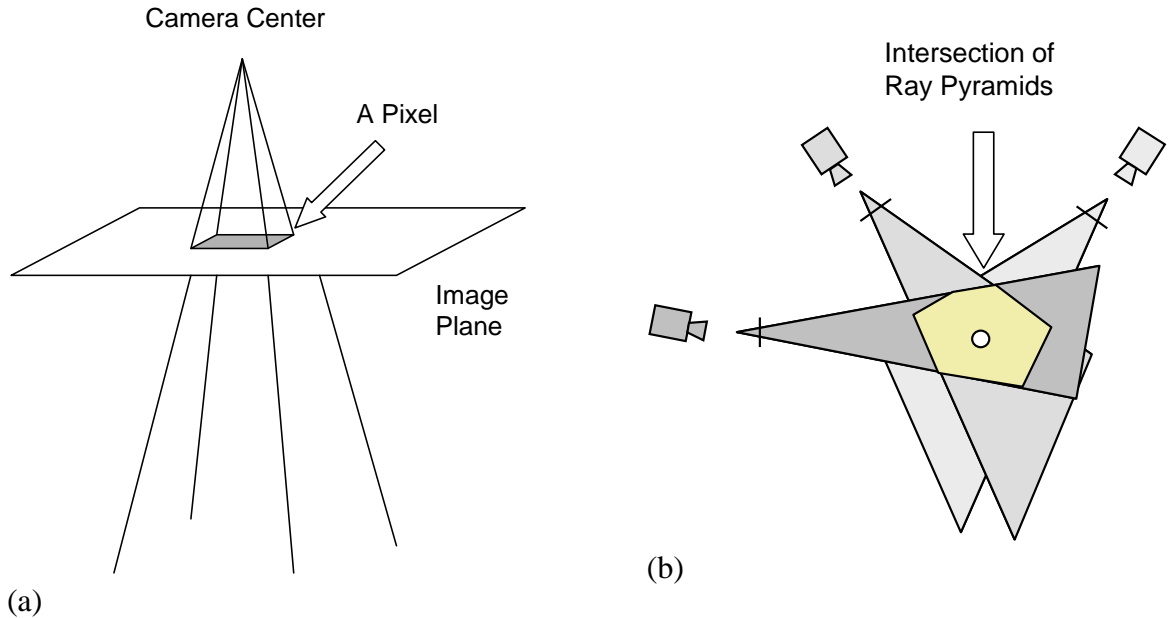 Camera Center
A Pixel
Image
Plane
(a)
Intersection of
Ray Pyramids
(b)